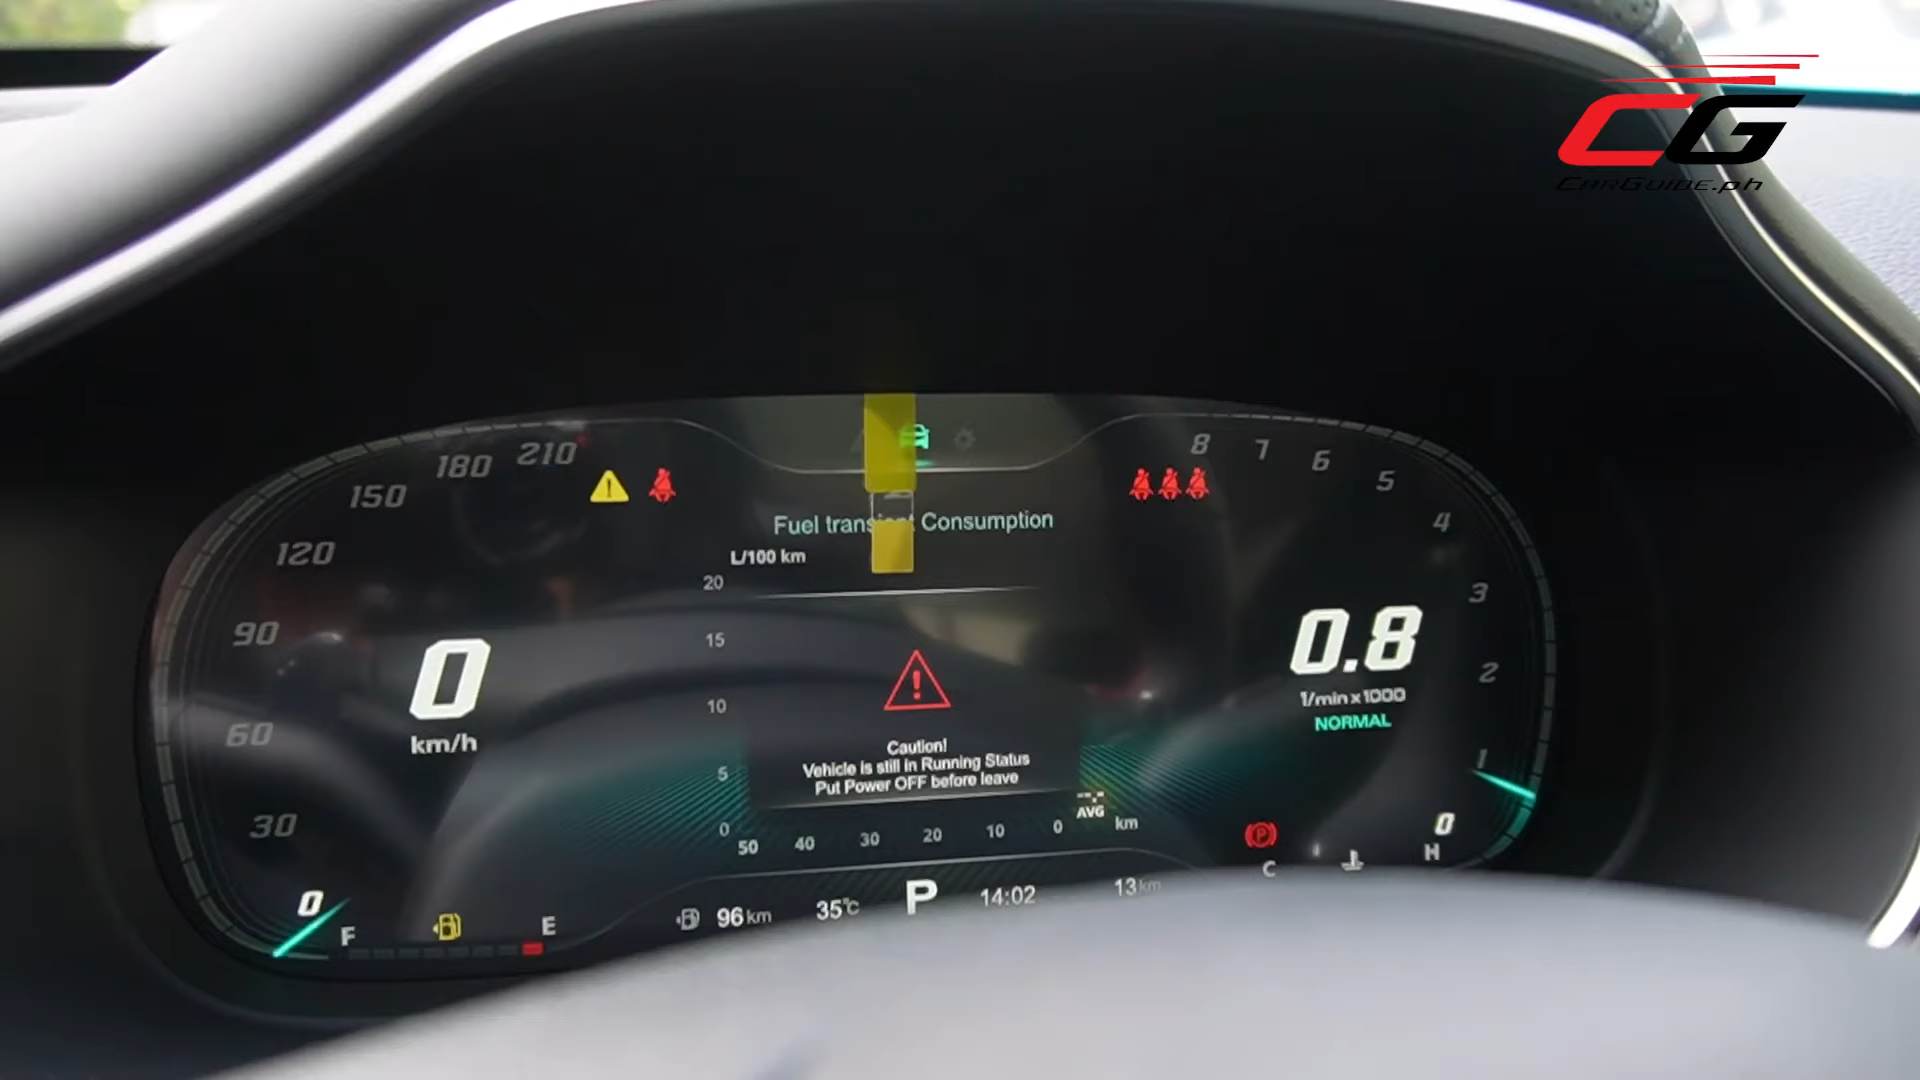 CG
CarGuide.ph
210
180
150
120
90
60
30
0
0
km/h
F
E
Fuel Consumption
L/100 km
20
15
10
5
0
50 40 30 20 10 0 km
AVG
Caution!
Vehicle is still in Running Status
Put Power OFF before leave
96 km
35°C
P
14:02
13 km
8
7
6
5
4
3
2
1
0
0.8
1/min x 1000
NORMAL
P
C
H